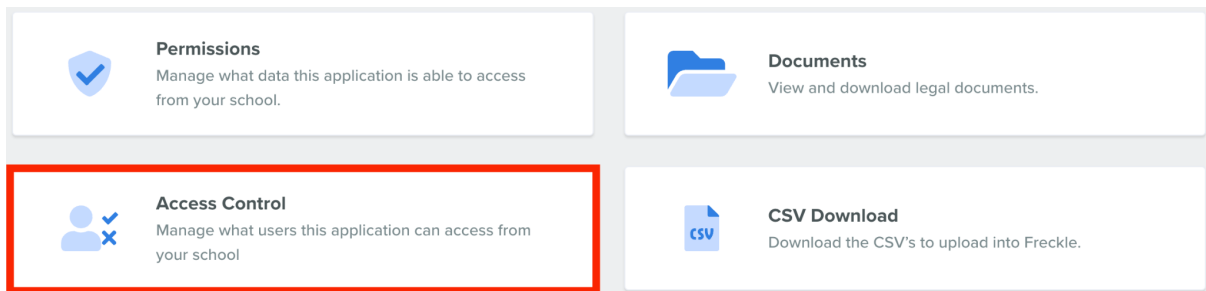 Permissions
Manage what data this application is able to access
from your school.
Documents
View and download legal documents.
Access Control
Manage what users this application can access from
your school
CSV
CSV Download
Download the CSV's to upload into Freckle.